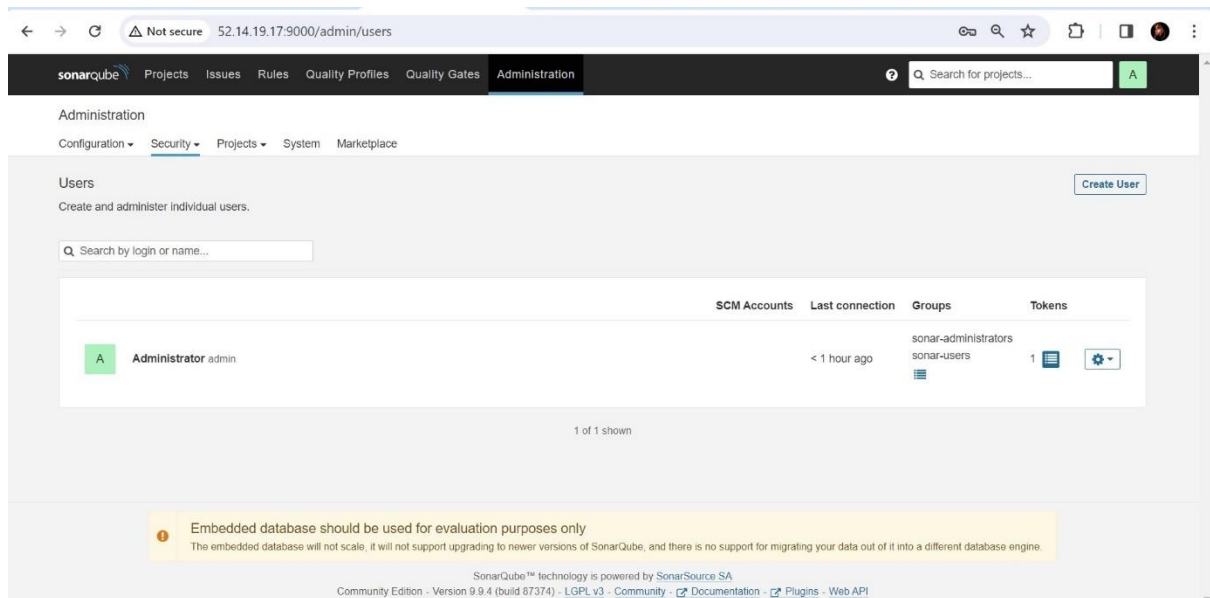 Not secure 52.14.19.17:9000/admin/users
sonarqube Projects Issues Rules Quality Profiles Quality Gates Administration ? Search for projects... A
Administration
Configuration Security Projects System Marketplace
Users Create User
Create and administer individual users.
Search by login or name...
SCM Accounts Last connection Groups Tokens
sonar-administrators
A Administrator admin < 1 hour ago sonar-users 1
1 of 1 shown
Embedded database should be used for evaluation purposes only
The embedded database will not scale, it will not support upgrading to newer versions of SonarQube, and there is no support for migrating your data out of it into a different database engine.
SonarQube™ technology is powered by SonarSource SA
Community Edition - Version 9.9.4 (build 87374) - LGPL v3 - Community - Documentation - Plugins - Web API